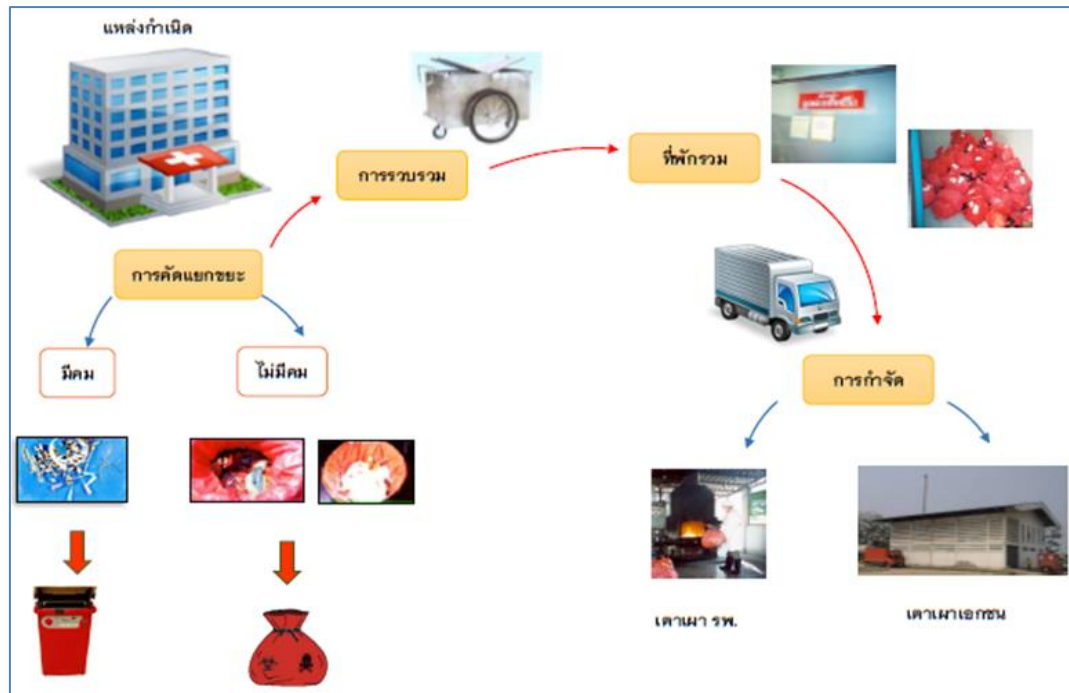 แหล่งกำเนิด
การรวบรวม
ที่พักรวม
การคัดแยกขยะ
มีคม
ไม่มีคม
การกำจัด
เตาเผา รพ.
เตาเผาเอกชน